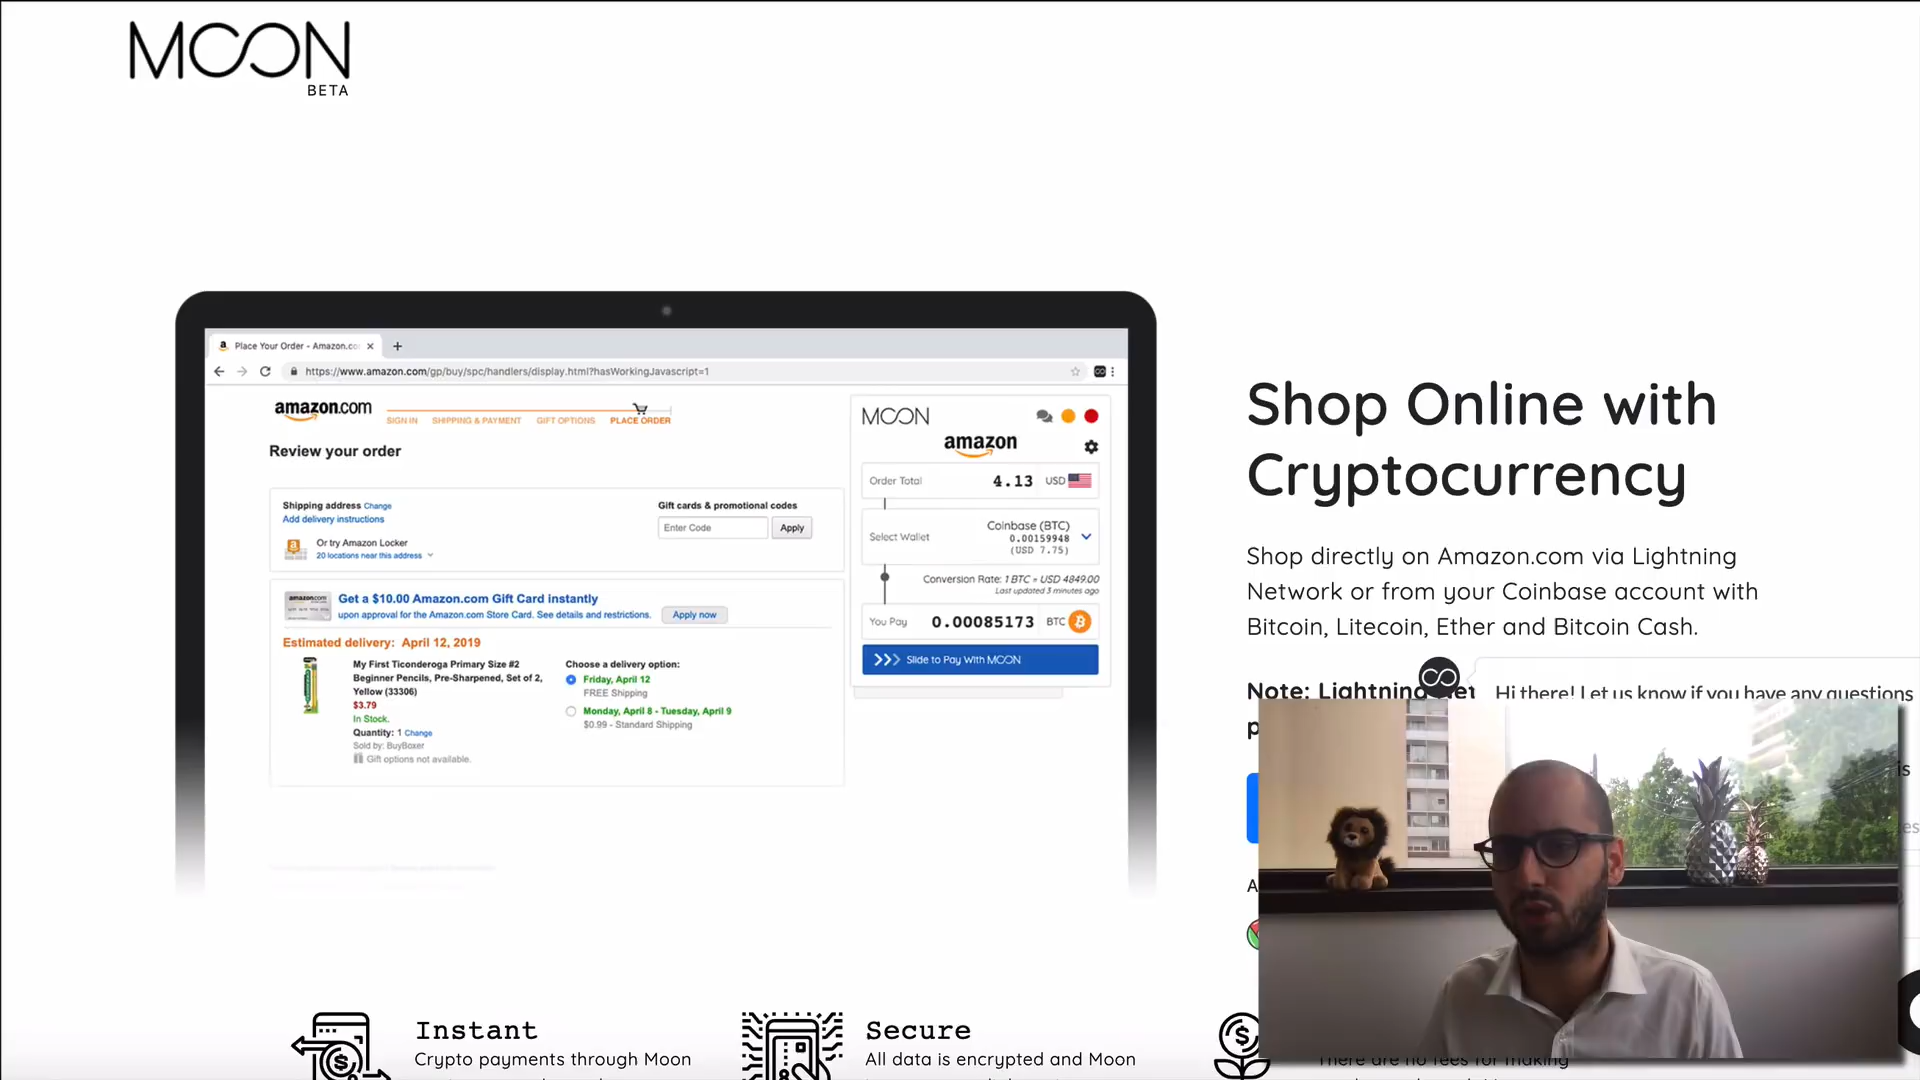 MOON
BETA
Place Your Order - Amazon.co
https://www.amazon.com/gp/buy/spc/handlers/display.html?hasWorkingJavascript=1
amazon.com
SIGN IN SHIPPING & PAYMENT GIFT OPTIONS PLACE ORDER
Review your order
Shipping address Change
Add delivery instructions
Or try Amazon Locker
20 locations near this address
Gift cards & promotional codes
Enter Code Apply
Get a $10.00 Amazon.com Gift Card instantly
upon approval for the Amazon.com Store Card. See details and restrictions. Apply now
Estimated delivery: April 12, 2019
My First Ticonderoga Primary Size #2
Beginner Pencils, Pre-Sharpened, Set of 2,
Yellow (33306)
$3.79
In Stock.
Quantity: 1 Change
Sold by: BuyBoxer
Gift options not available.
Choose a delivery option:
Friday, April 12
FREE Shipping
Monday, April 8 - Tuesday, April 9
$0.99 - Standard Shipping
MOON
amazon
Order Total 4.13 USD
Select Wallet Coinbase (BTC)
0.00159948
(USD 7.75)
Conversion Rate: 1 BTC = USD 4849.00
Last updated 3 minutes ago
You Pay 0.00085173 BTC
Slide to Pay With MOON
Shop Online with
Cryptocurrency
Shop directly on Amazon.com via Lightning
Network or from your Coinbase account with
Bitcoin, Litecoin, Ether and Bitcoin Cash.
Note: Lightning
Hi there! Let us know if you have any questions
Instant
Crypto payments through Moon
Secure
All data is encrypted and Moon
There are no fees for making